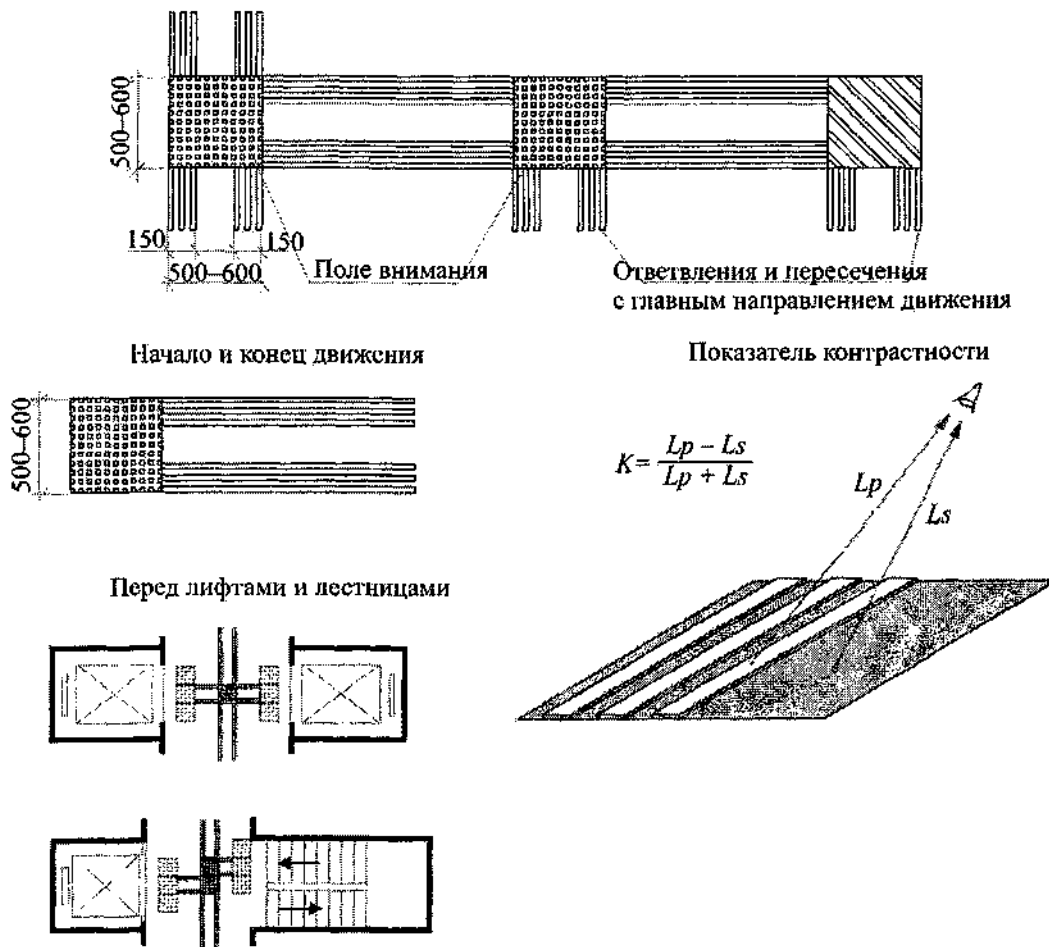 500–600
150
150
500–600
Поле внимания
Ответвления и пересечения
с главным направлением движения
Начало и конец движения
Показатель контрастности
500–600
K = Lp – Ls
Lp + Ls
Lp
Ls
Перед лифтами и лестницами